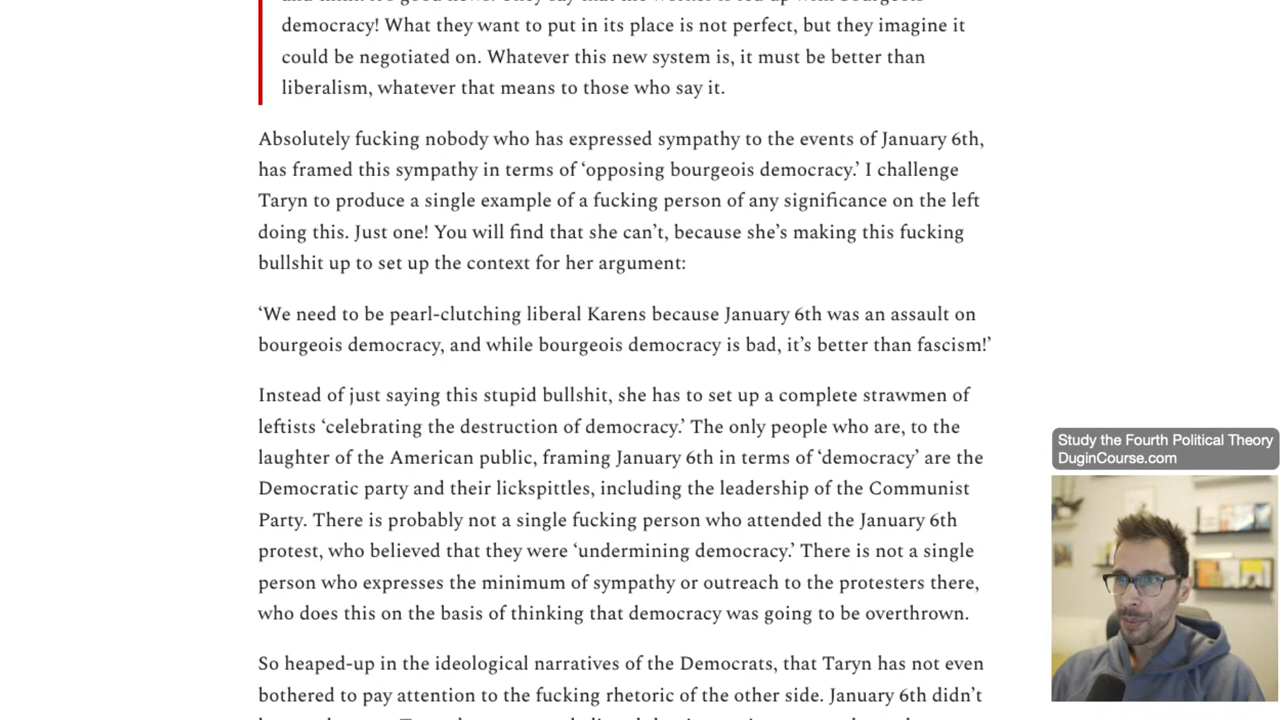 democracy! What they want to put in its place is not perfect, but they imagine it
could be negotiated on. Whatever this new system is, it must be better than
liberalism, whatever that means to those who say it.
Absolutely fucking nobody who has expressed sympathy to the events of January 6th,
has framed this sympathy in terms of ‘opposing bourgeois democracy.’ I challenge
Taryn to produce a single example of a fucking person of any significance on the left
doing this. Just one! You will find that she can’t, because she’s making this fucking
bullshit up to set up the context for her argument:
‘We need to be pearl-clutching liberal Karens because January 6th was an assault on
bourgeois democracy, and while bourgeois democracy is bad, it’s better than fascism!’
Instead of just saying this stupid bullshit, she has to set up a complete strawmen of
leftists ‘celebrating the destruction of democracy.’ The only people who are, to the
laughter of the American public, framing January 6th in terms of ‘democracy’ are the
Democratic party and their lickspittles, including the leadership of the Communist
Party. There is probably not a single fucking person who attended the January 6th
protest, who believed that they were ‘undermining democracy.’ There is not a single
person who expresses the minimum of sympathy or outreach to the protesters there,
who does this on the basis of thinking that democracy was going to be overthrown.
So heaped-up in the ideological narratives of the Democrats, that Taryn has not even
bothered to pay attention to the fucking rhetoric of the other side. January 6th didn’t
Study the Fourth Political Theory
DuginCourse.com